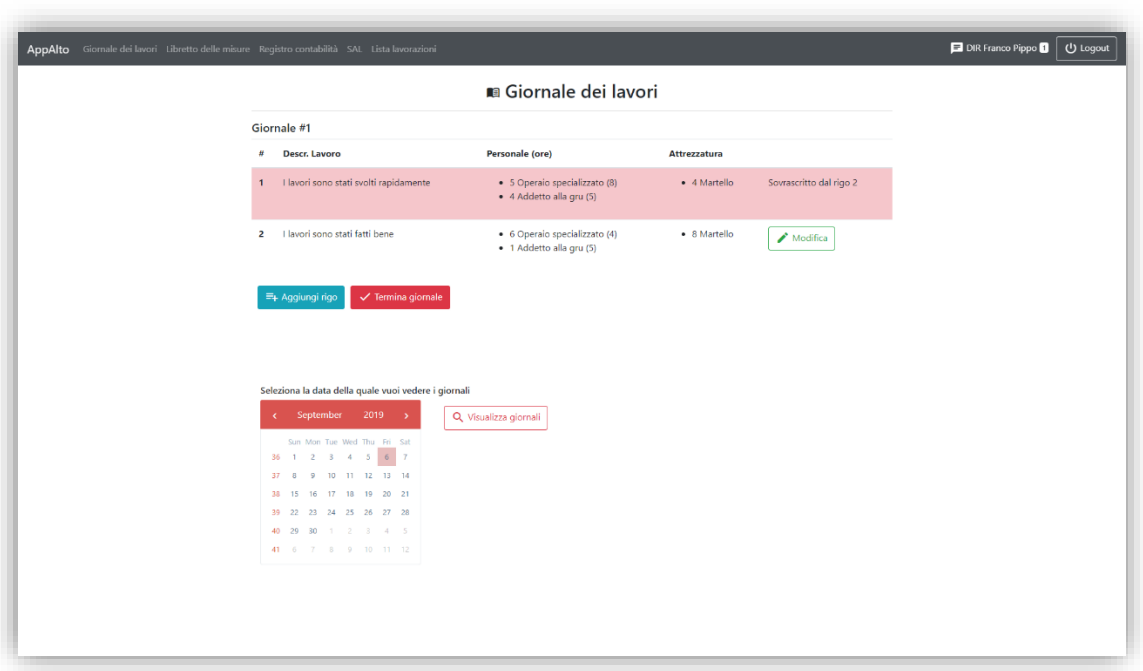 AppAlto Giornale dei lavori Libretto delle misure Registro contabilità SAL Lista lavorazioni DIR Franco Pippo 1 Logout
Giornale dei lavori
Giornale #1
# Descr. Lavoro Personale (ore) Attrezzatura
1 I lavori sono stati svolti rapidamente • 5 Operaio specializzato (8) • 4 Martello Sovrascritto dal rigo 2
• 4 Addetto alla gru (5)
2 I lavori sono stati fatti bene • 6 Operaio specializzato (4) • 8 Martello Modifica
• 1 Addetto alla gru (5)
Aggiungi rigo Termina giornale
Seleziona la data della quale vuoi vedere i giornali
‹ September 2019 › Visualizza giornali
Sun Mon Tue Wed Thu Fri Sat
36 1 2 3 4 5 6 7
37 8 9 10 11 12 13 14
38 15 16 17 18 19 20 21
39 22 23 24 25 26 27 28
40 29 30 1 2 3 4 5
41 6 7 8 9 10 11 12